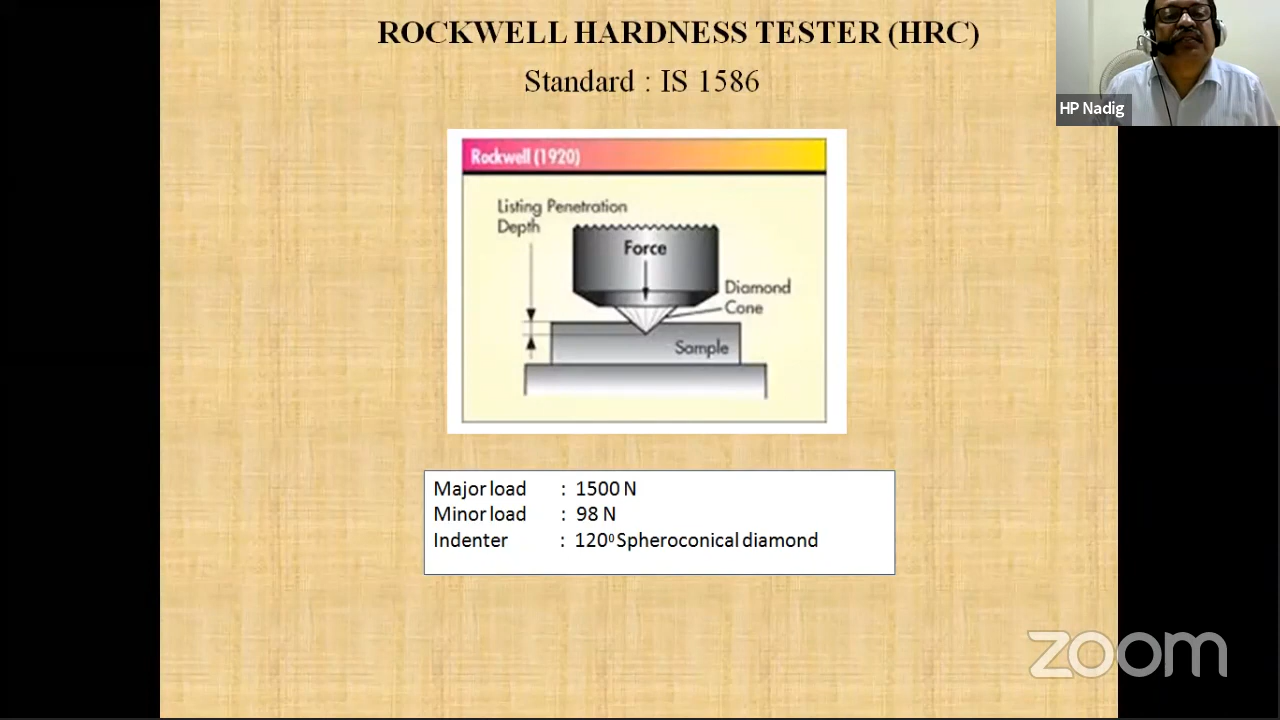 ROCKWELL HARDNESS TESTER (HRC)
Standard : IS 1586
HP Nadig
Rockwell (1920)
Listing Penetration
Depth
Force
Diamond
Cone
Sample
Major load : 1500 N
Minor load : 98 N
Indenter : 120⁰ Spheroconical diamond
zoom